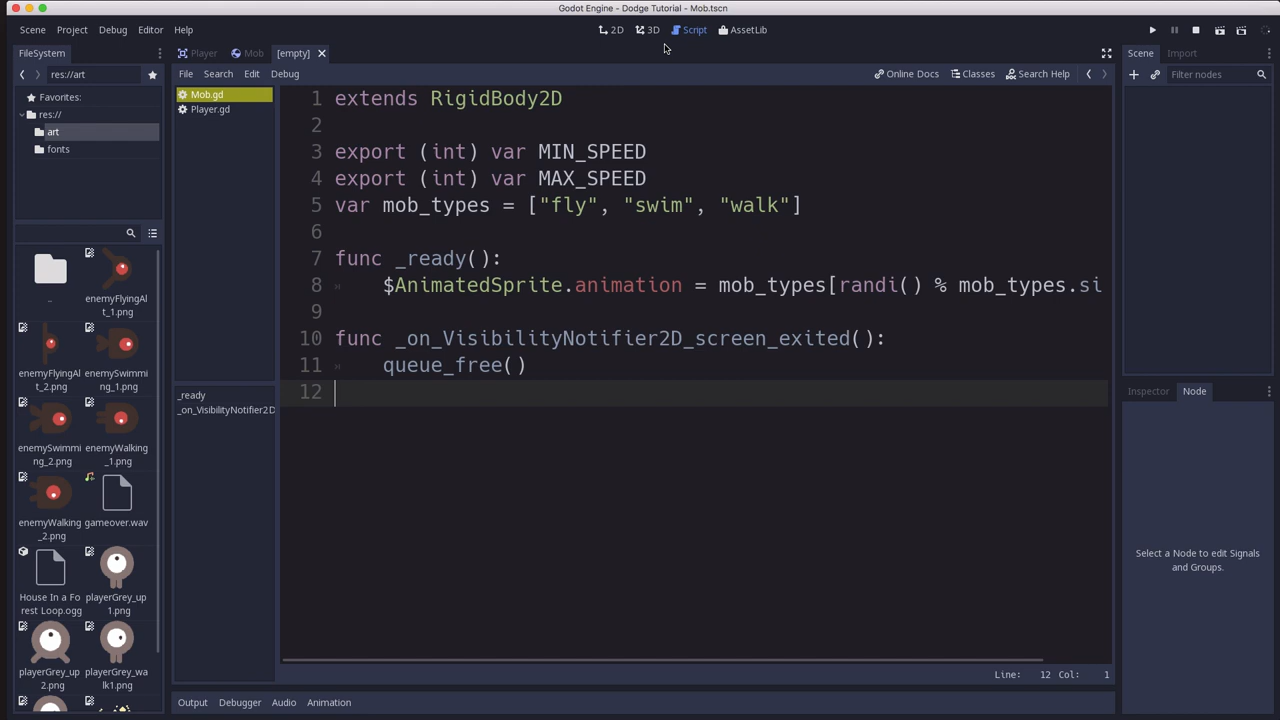 Godot Engine - Dodge Tutorial - Mob.tscn
Scene Project Debug Editor Help
2D 3D Script AssetLib
FileSystem
Player Mob [empty]
Scene Import
res://art
File Search Edit Debug
Online Docs Classes Search Help
Filter nodes
Favorites:
res://
art
fonts
Mob.gd
Player.gd
1 extends RigidBody2D
2
3 export (int) var MIN_SPEED
4 export (int) var MAX_SPEED
5 var mob_types = ["fly", "swim", "walk"]
6
7 func _ready():
8 $AnimatedSprite.animation = mob_types[randi() % mob_types.si
9
10 func _on_VisibilityNotifier2D_screen_exited():
11 queue_free()
12
_ready
_on_VisibilityNotifier2D
..
enemyFlyingAl
t_1.png
enemyFlyingAl
t_2.png
enemySwimmi
ng_1.png
enemySwimmi
ng_2.png
enemyWalking
_1.png
enemyWalking
_2.png
gameover.wav
House In a Fo
rest Loop.ogg
playerGrey_up
1.png
playerGrey_up
2.png
playerGrey_wa
lk1.png
Inspector Node
Select a Node to edit Signals
and Groups.
Line: 12 Col: 1
Output Debugger Audio Animation